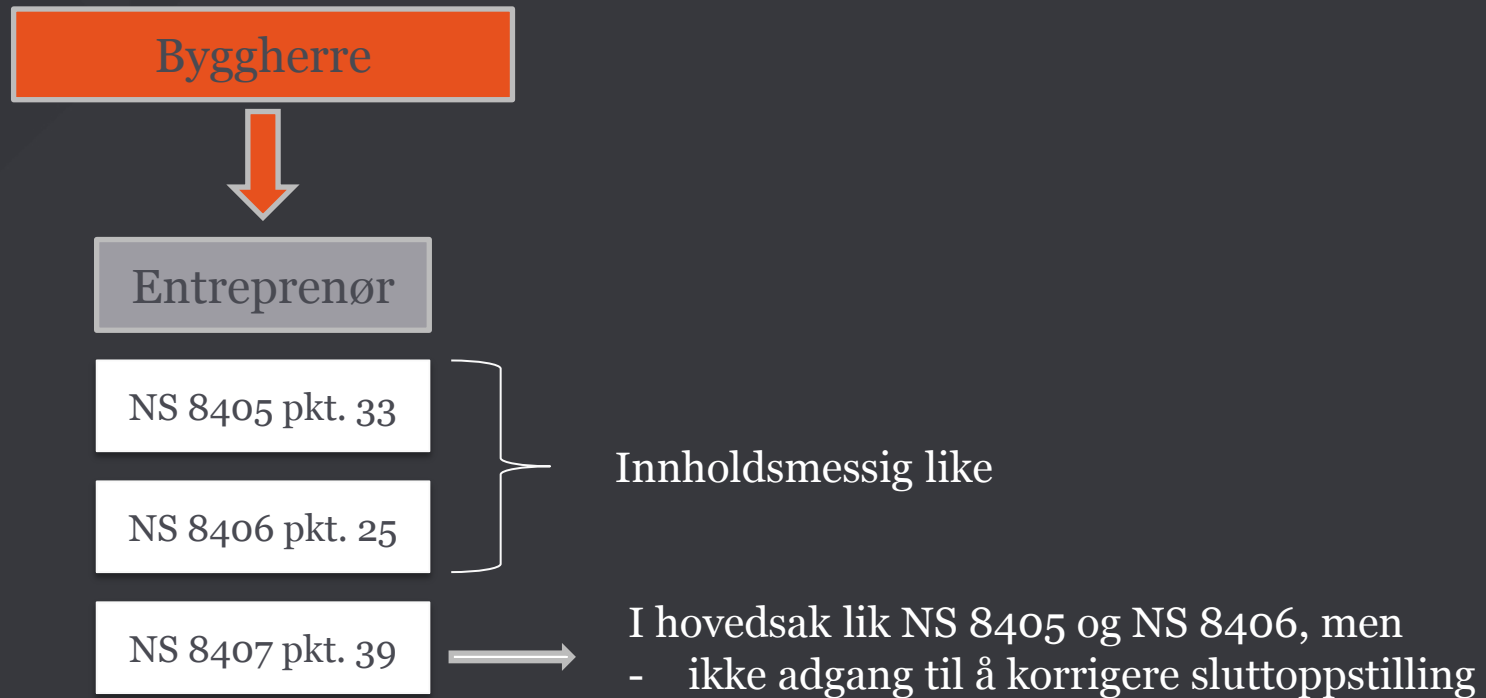 Byggherre
Entreprenør
NS 8405 pkt. 33
Innholdsmessig like
NS 8406 pkt. 25
NS 8407 pkt. 39
I hovedsak lik NS 8405 og NS 8406, men
- ikke adgang til å korrigere sluttoppstilling